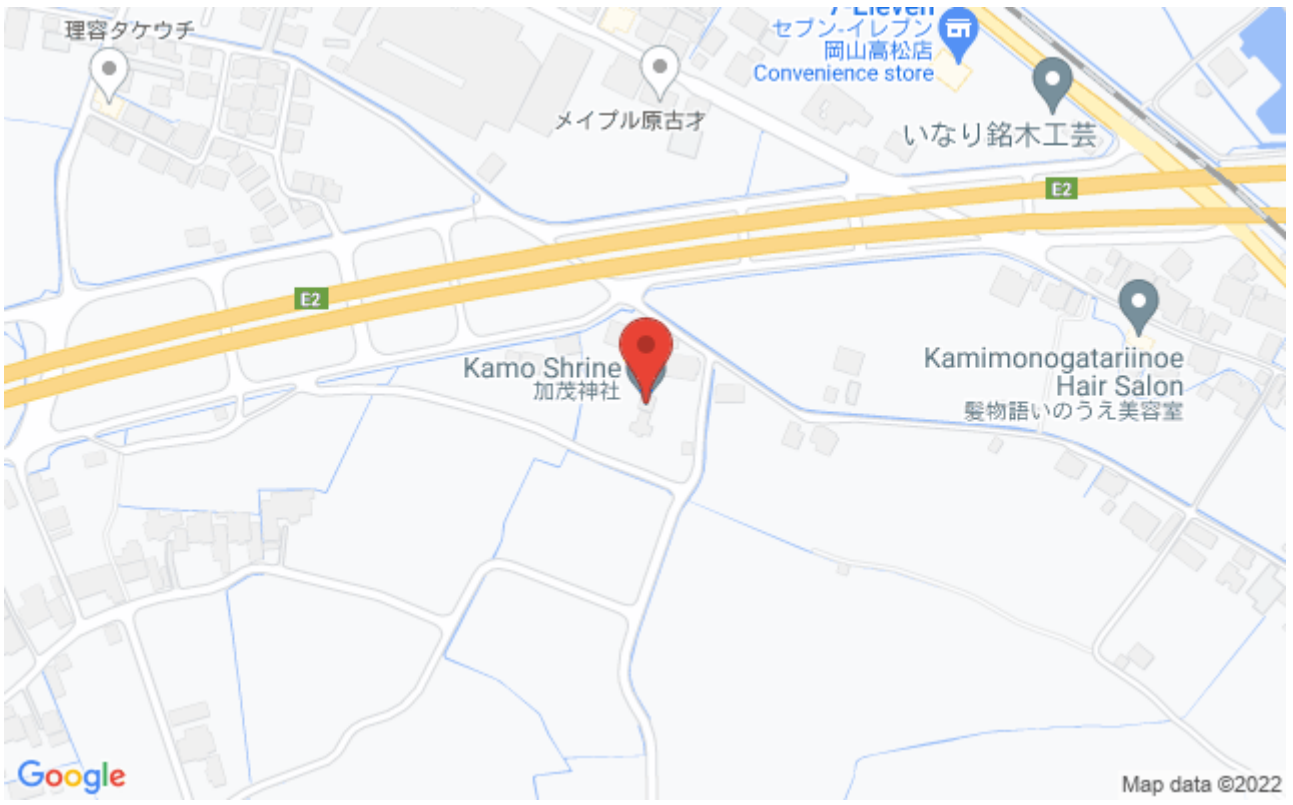 7-Eleven
セブン-イレブン
岡山高松店
Convenience store
理容タケウチ
メイプル原古才
いなり銘木工芸
E2
E2
Kamo Shrine
加茂神社
Kamimonogatariinoe
Hair Salon
髪物語いのうえ美容室
Google
Map data ©2022